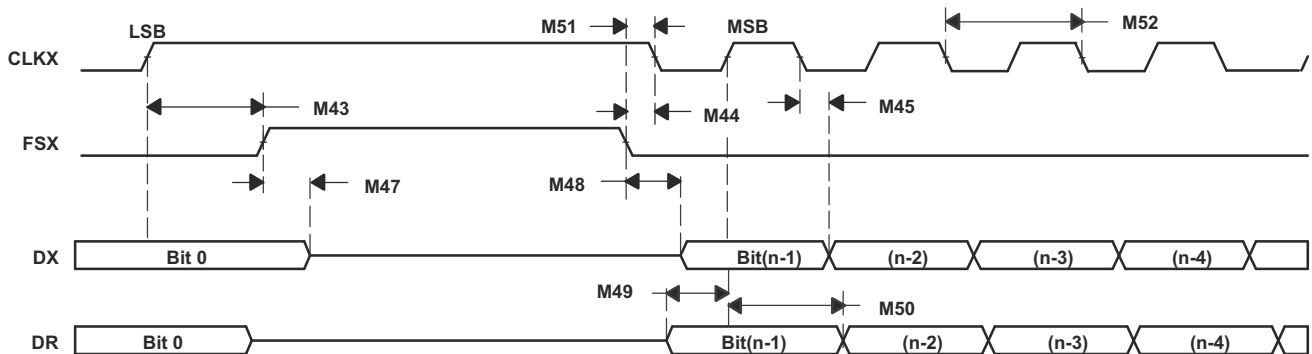 LSB
M51
MSB
M52
CLKX
M43
M44
M45
FSX
M47
M48
DX
Bit 0
Bit(n-1)
(n-2)
(n-3)
(n-4)
M49
M50
DR
Bit 0
Bit(n-1)
(n-2)
(n-3)
(n-4)